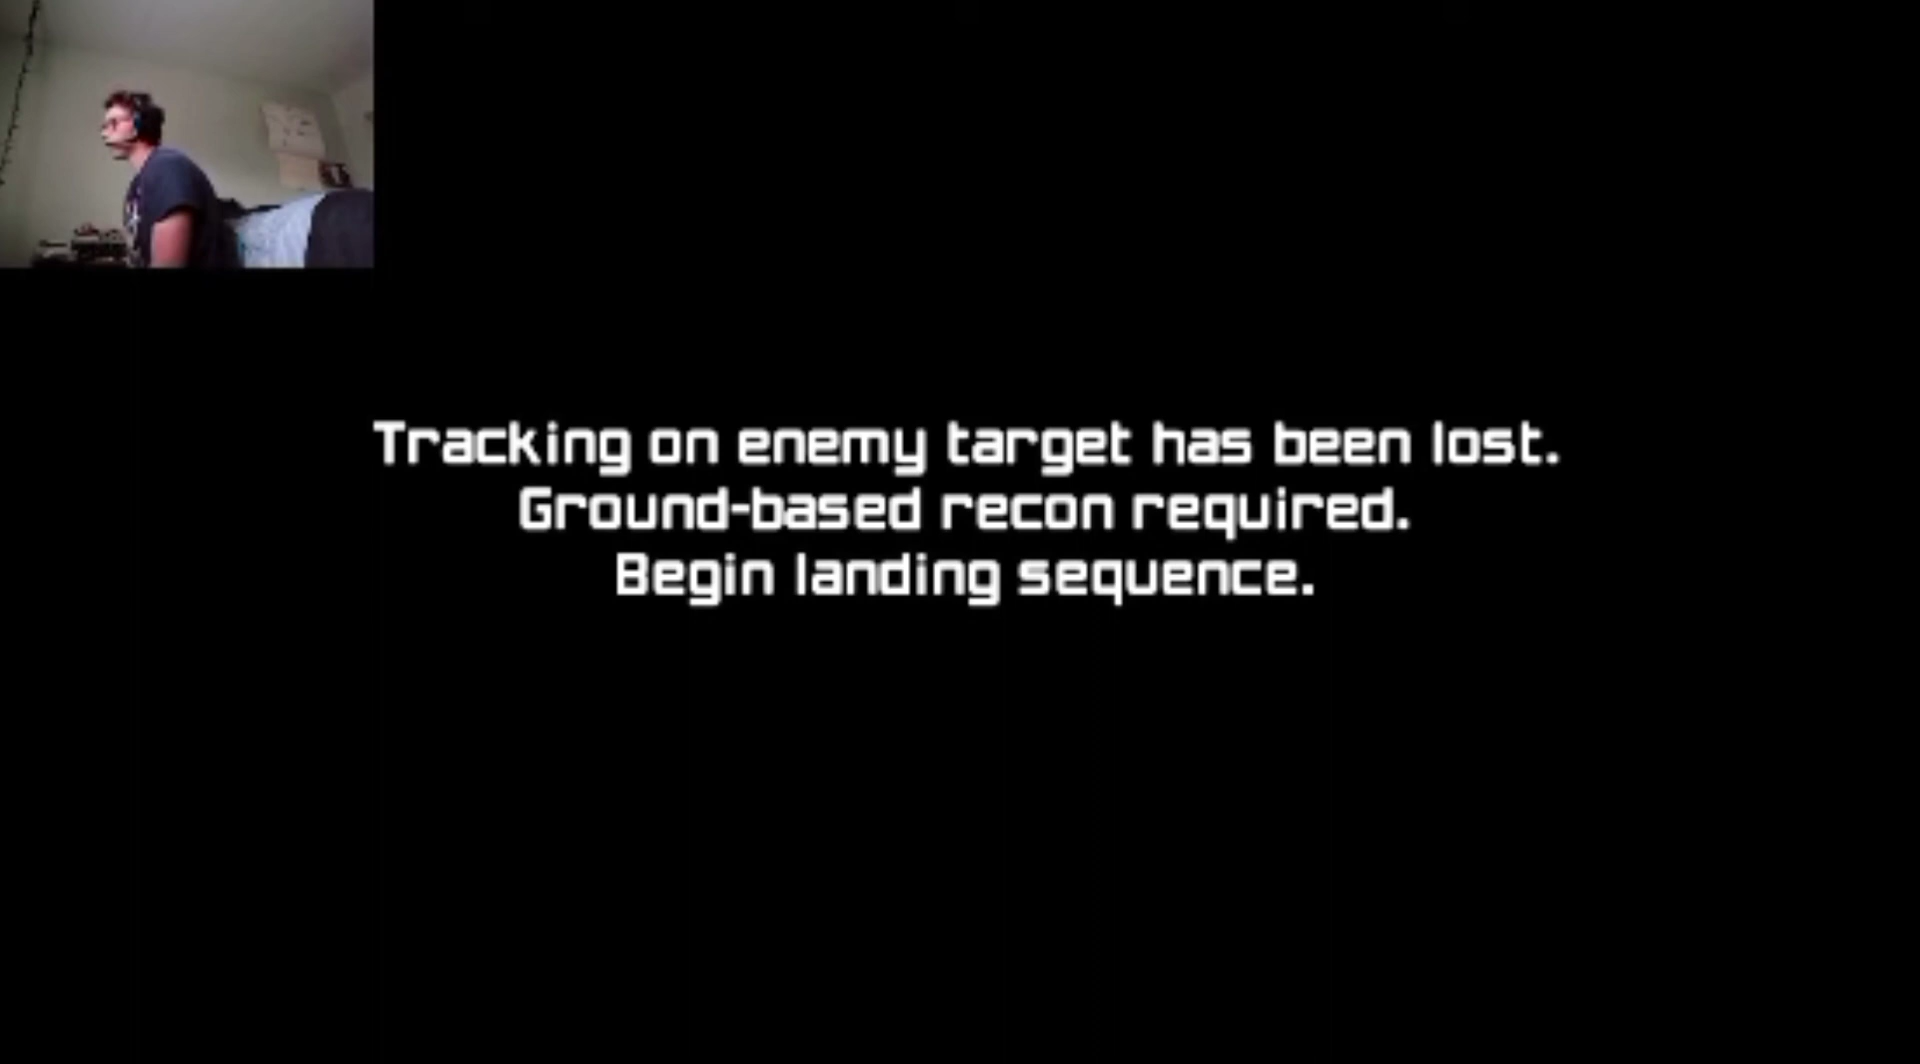 Tracking on enemy target has been lost.
Ground-based recon required.
Begin landing sequence.